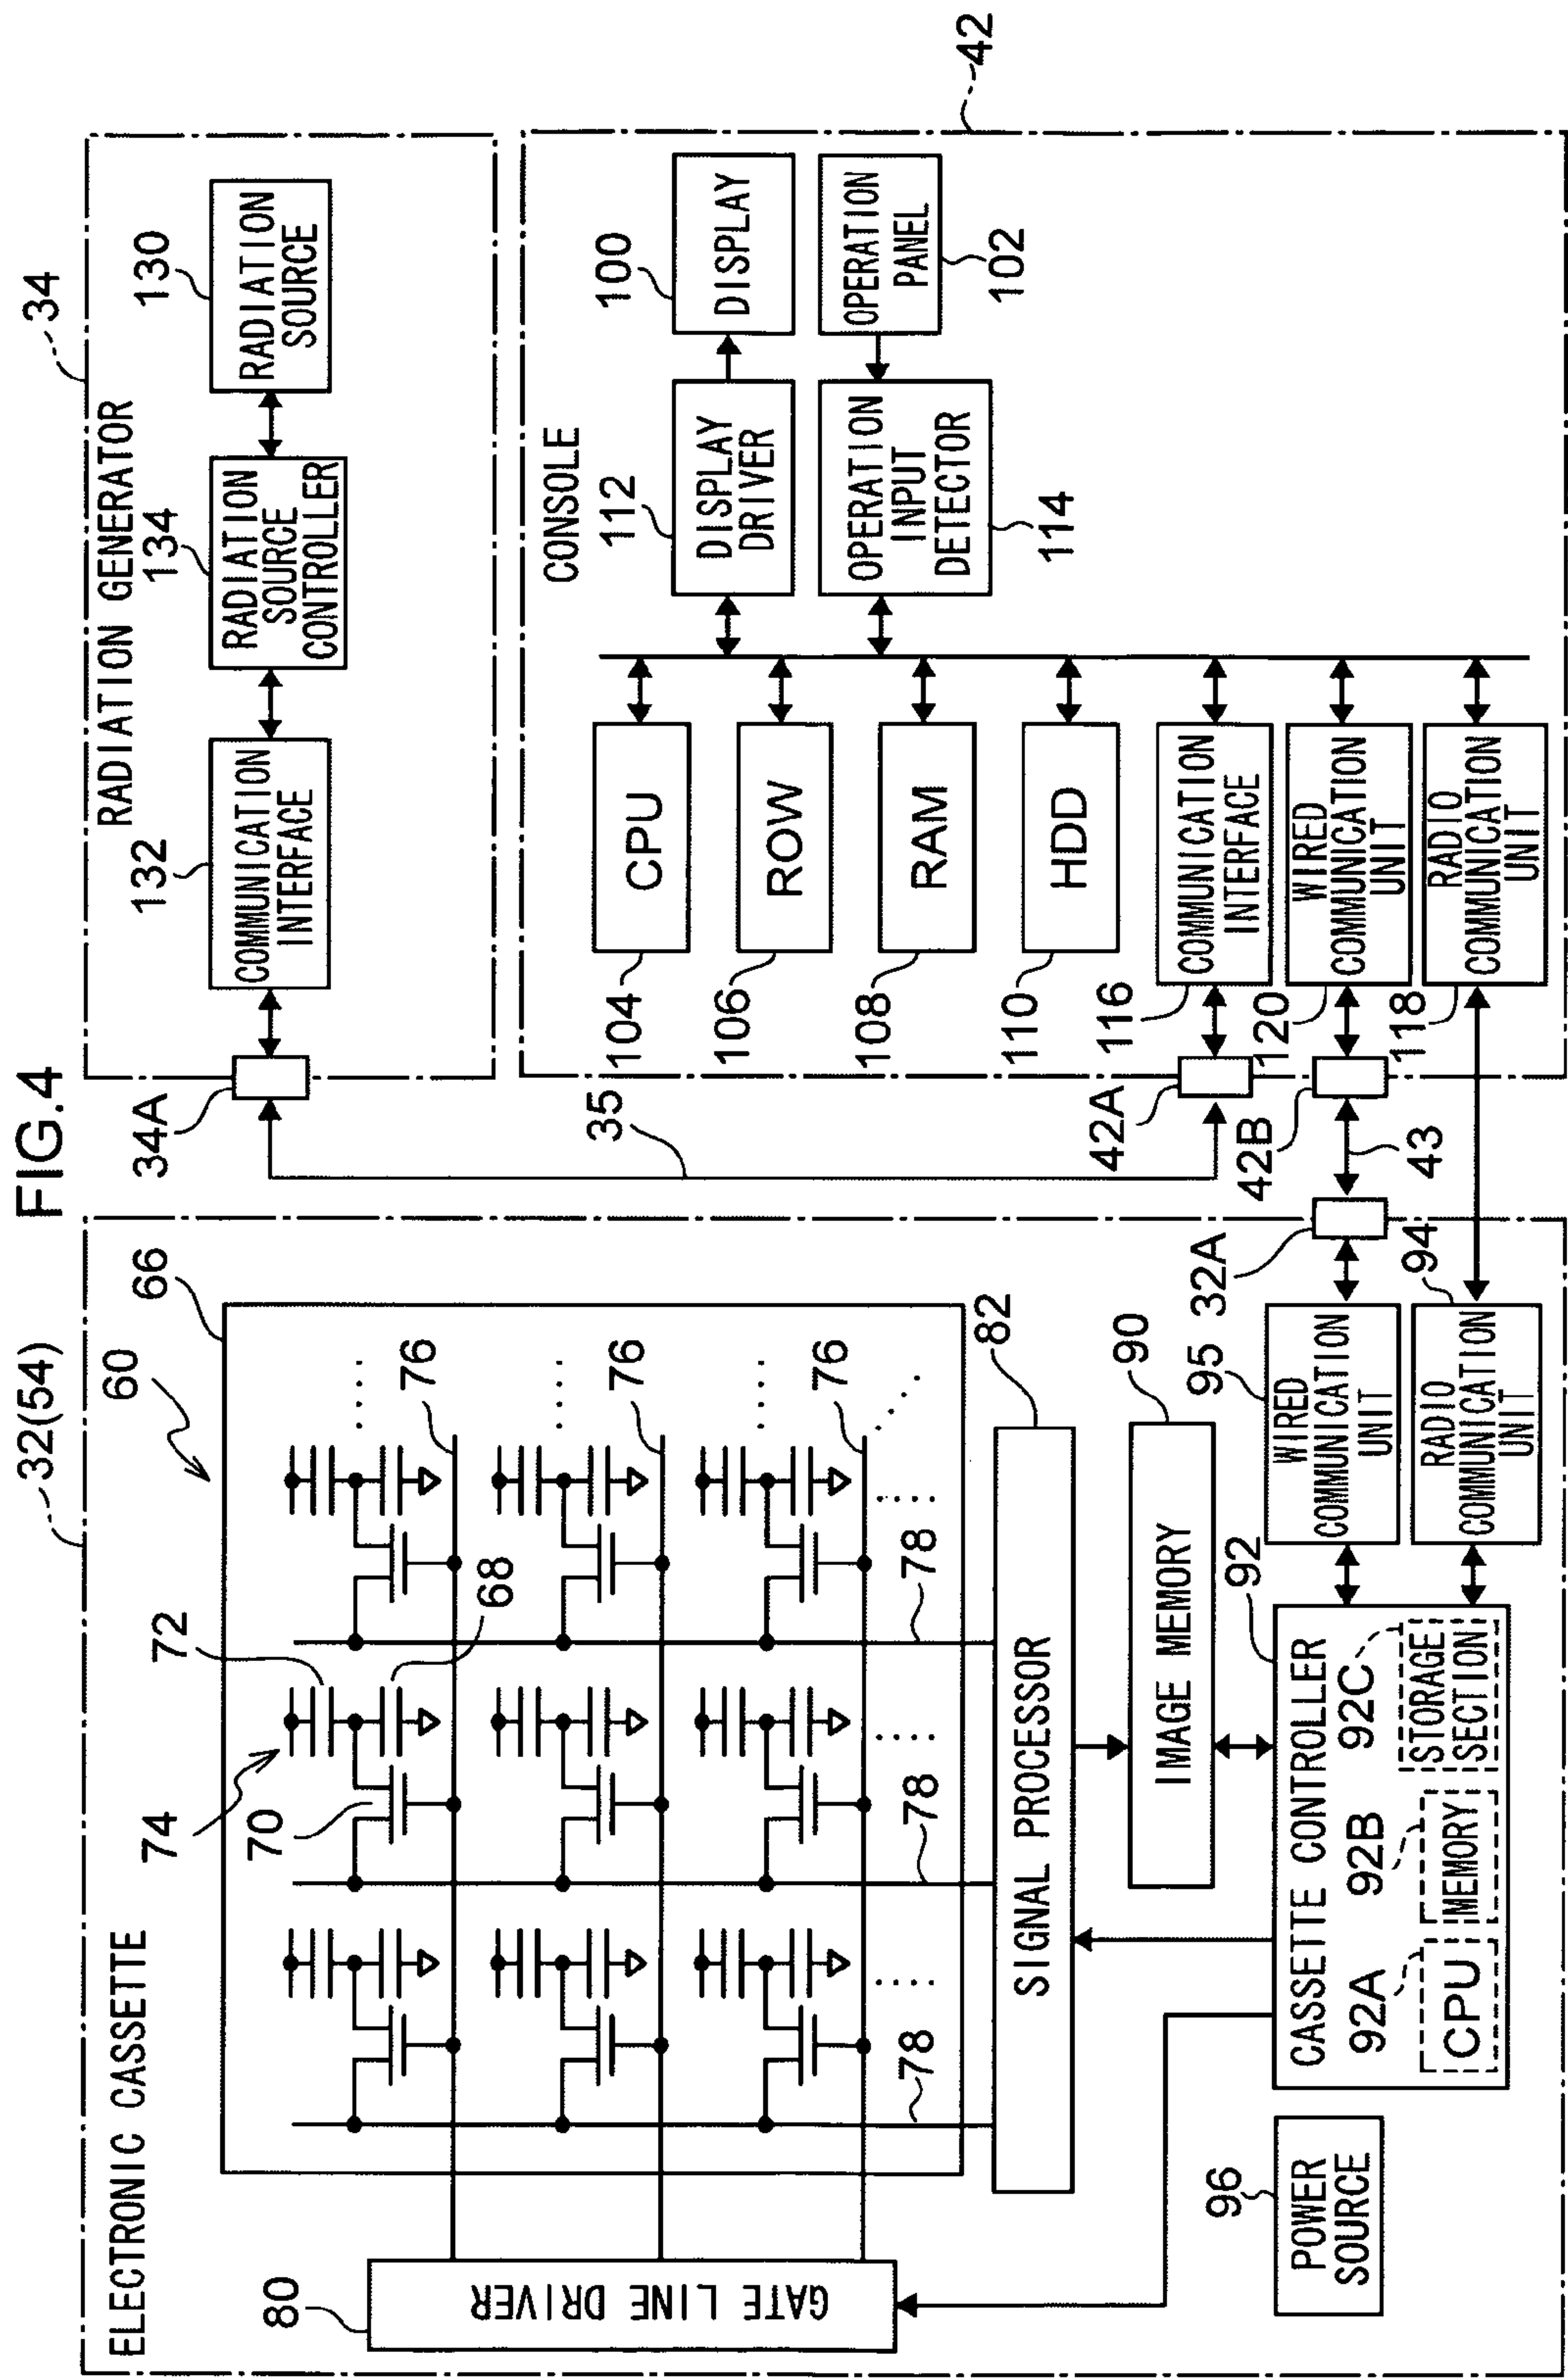 FIG.4
32(54)
ELECTRONIC CASSETTE
60
66
72
74
70
68
76
76
76
78
78
78
80
GATE LINE DRIVER
SIGNAL PROCESSOR
82
IMAGE MEMORY
90
CASSETTE CONTROLLER
92
92A
CPU
92B
MEMORY
92C
STORAGE
SECTION
96
POWER
SOURCE
95
WIRED
COMMUNICATION
UNIT
94
RADIO
COMMUNICATION
UNIT
32A
43
35
34
RADIATION GENERATOR
34A
132
COMMUNICATION
INTERFACE
134
RADIATION
SOURCE
CONTROLLER
130
RADIATION
SOURCE
42
CONSOLE
104
CPU
106
ROW
108
RAM
110
HDD
116
COMMUNICATION
INTERFACE
42A
120
WIRED
COMMUNICATION
UNIT
42B
118
RADIO
COMMUNICATION
UNIT
112
DISPLAY
DRIVER
100
DISPLAY
OPERATION
INPUT
DETECTOR
114
OPERATION
PANEL
102